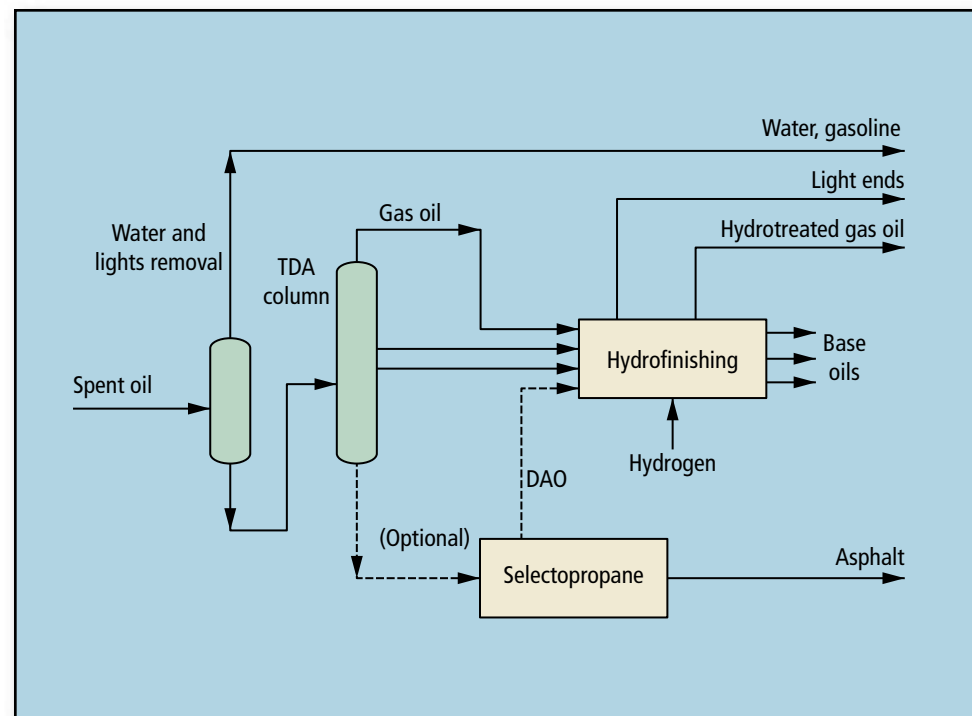 Water, gasoline
Light ends
Gas oil
Hydrotreated gas oil
Water and
lights removal
TDA
column
Hydrofinishing
Base
oils
Spent oil
Hydrogen
DAO
(Optional)
Selectopropane
Asphalt